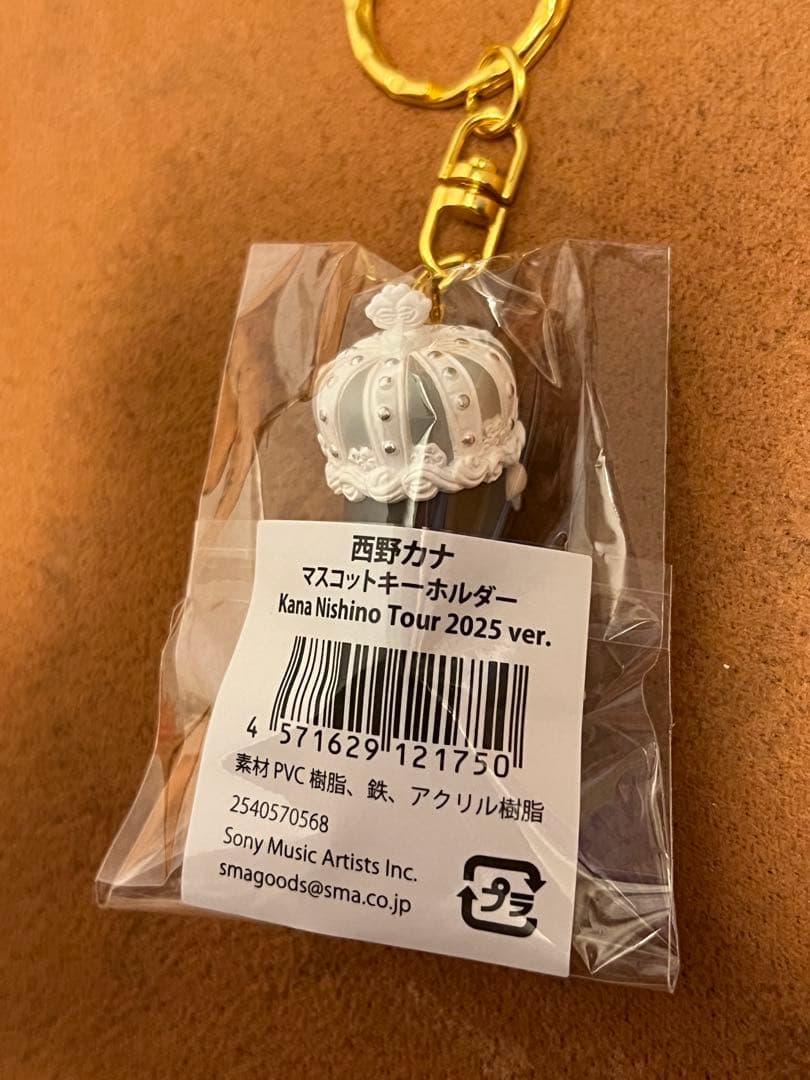 西野カナ
マスコットキーホルダー
Kana Nishino Tour 2025 ver.
4 571629 121750
素材 PVC 樹脂、鉄、アクリル樹脂
2540570568
Sony Music Artists Inc.
smagoods@sma.co.jp
プラ